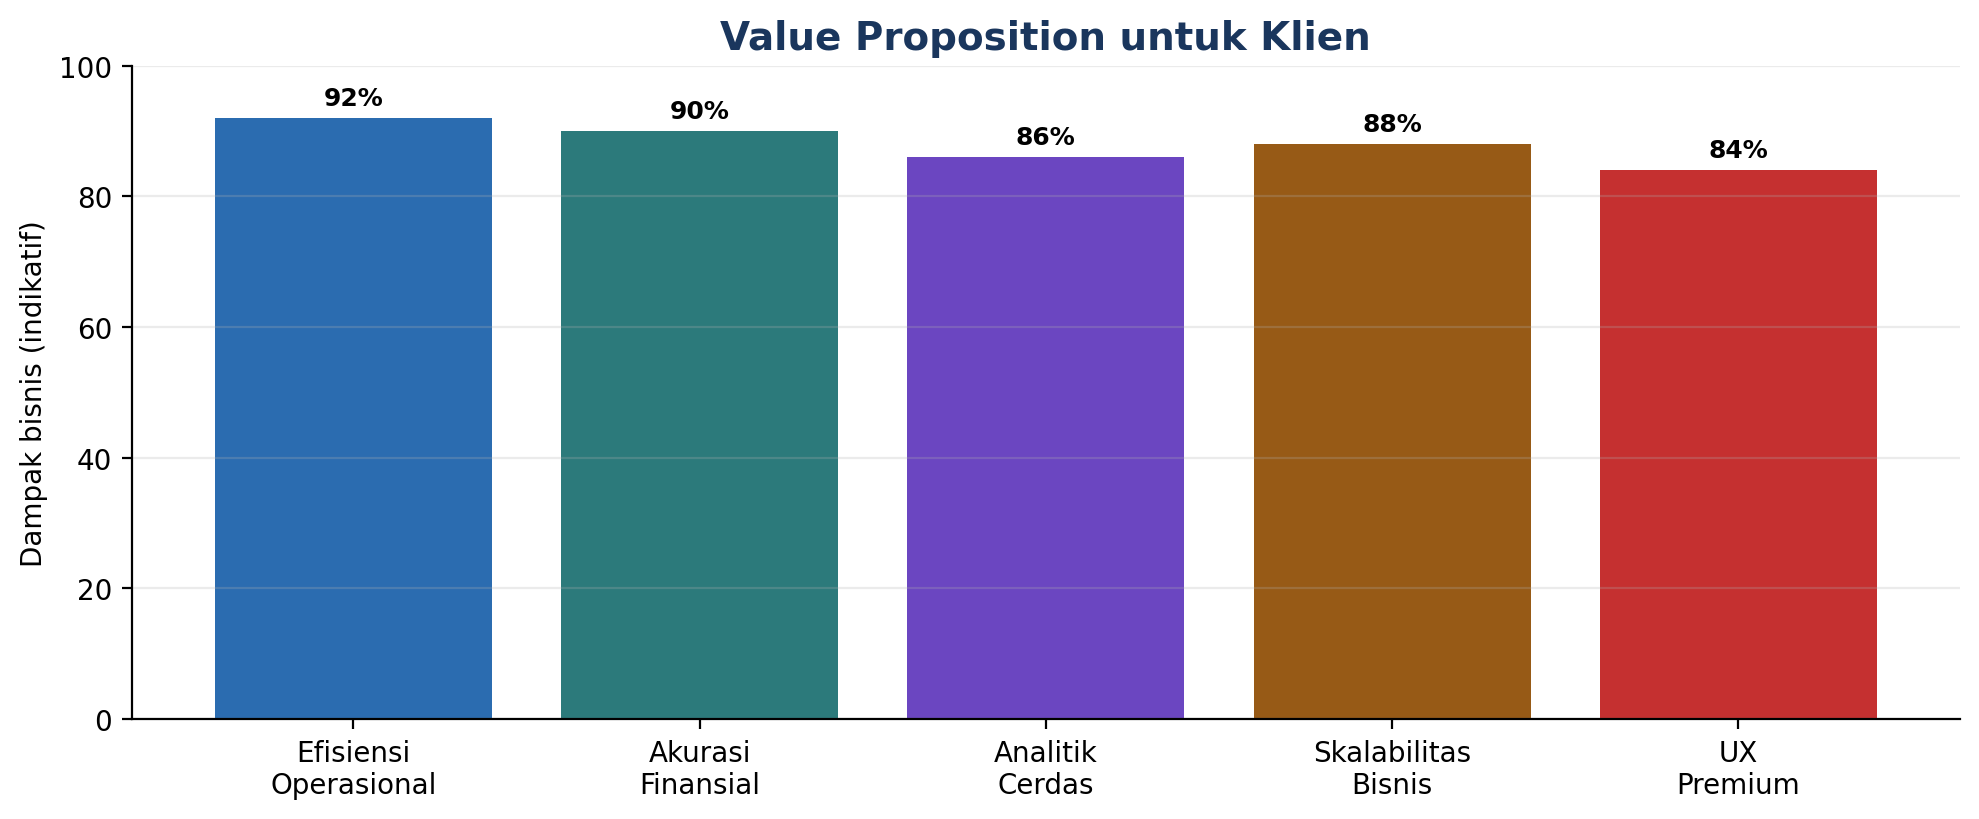 Value Proposition untuk Klien
Dampak bisnis (indikatif)
100
80
60
40
20
0
92%
90%
86%
88%
84%
Efisiensi
Operasional
Akurasi
Finansial
Analitik
Cerdas
Skalabilitas
Bisnis
UX
Premium